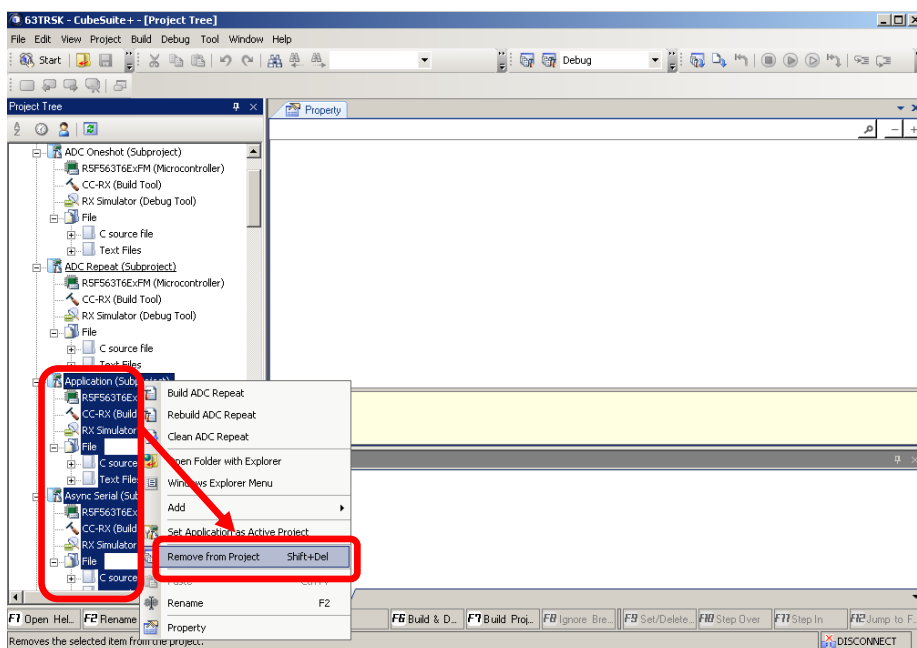 63TRSK - CubeSuite+ - [Project Tree]
File Edit View Project Build Debug Tool Window Help
Start
Debug
Project Tree
Property
ADC Oneshot (Subproject)
R5F563T6ExFM (Microcontroller)
CC-RX (Build Tool)
RX Simulator (Debug Tool)
File
C source file
Text Files
ADC Repeat (Subproject)
R5F563T6ExFM (Microcontroller)
CC-RX (Build Tool)
RX Simulator (Debug Tool)
File
C source file
Text Files
Application (Subproject)
R5F563T6Ex
CC-RX (Build
RX Simulator
File
C source
Text File
Async Serial (Sub
R5F563T6Ex
CC-RX (Build
RX Simulator
File
C source
Build ADC Repeat
Rebuild ADC Repeat
Clean ADC Repeat
Open Folder with Explorer
Windows Explorer Menu
Add
Set Application as Active Project
Remove from Project Shift+Del
Paste
Rename F2
Property
F1 Open Hel... F2 Rename F6 Build & D... F7 Build Proj... F8 Ignore Bre... F9 Set/Delete... F10 Step Over F11 Step In F12 Jump to F...
Removes the selected item from the project. DISCONNECT